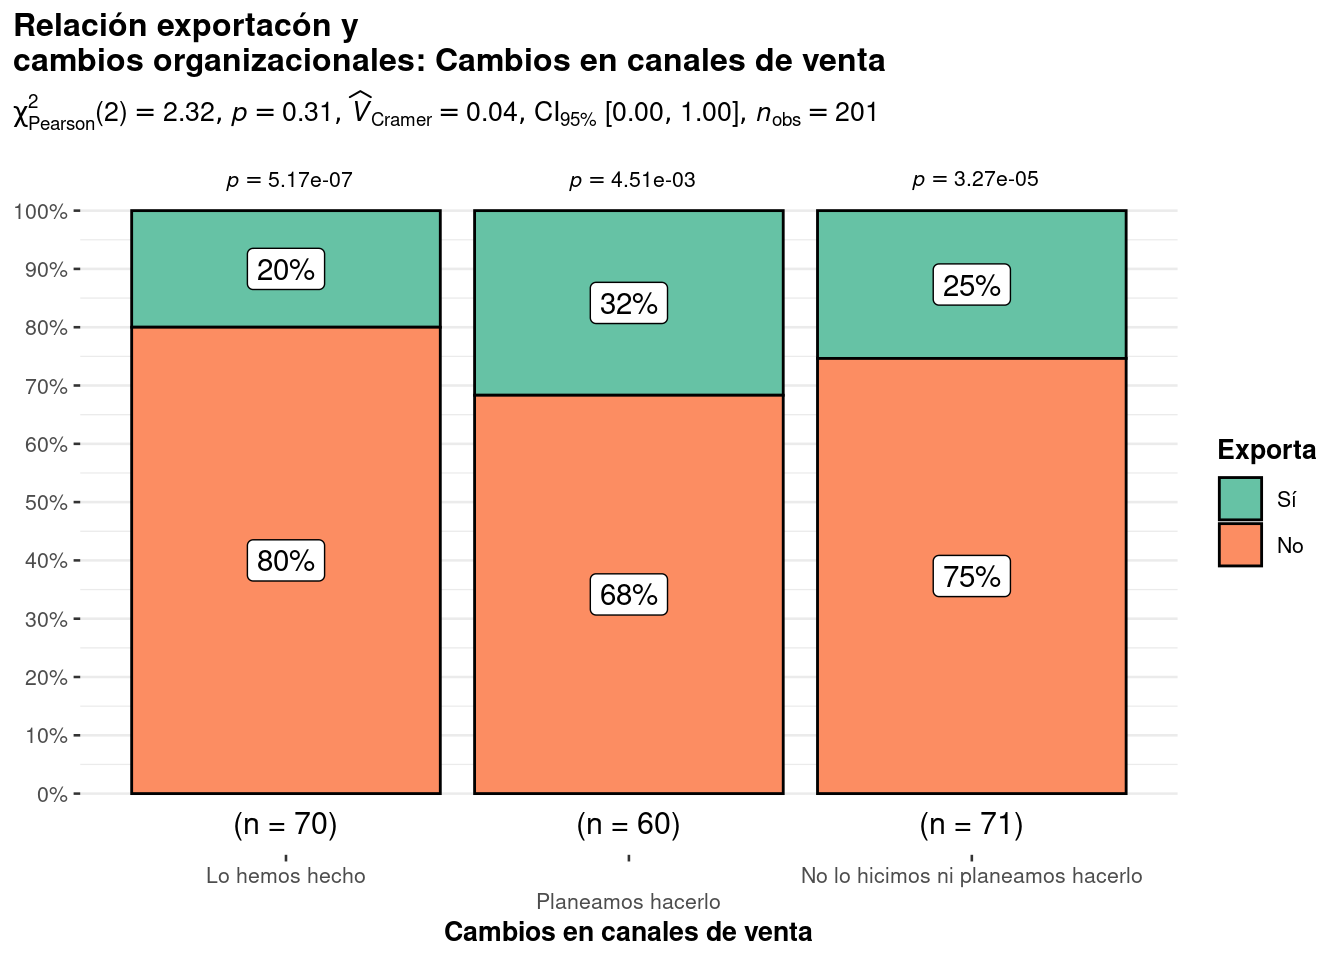 Relación exportacón y
cambios organizacionales: Cambios en canales de venta
χ²Pearson(2) = 2.32, p = 0.31, V̂Cramer = 0.04, CI95% [0.00, 1.00], nobs = 201
p = 5.17e-07 p = 4.51e-03 p = 3.27e-05
100%
90%
80%
70%
60%
50%
40%
30%
20%
10%
0%
20% 32% 25%
80% 68% 75%
Exporta
Sí
No
(n = 70) (n = 60) (n = 71)
Lo hemos hecho No lo hicimos ni planeamos hacerlo
Planeamos hacerlo
Cambios en canales de venta